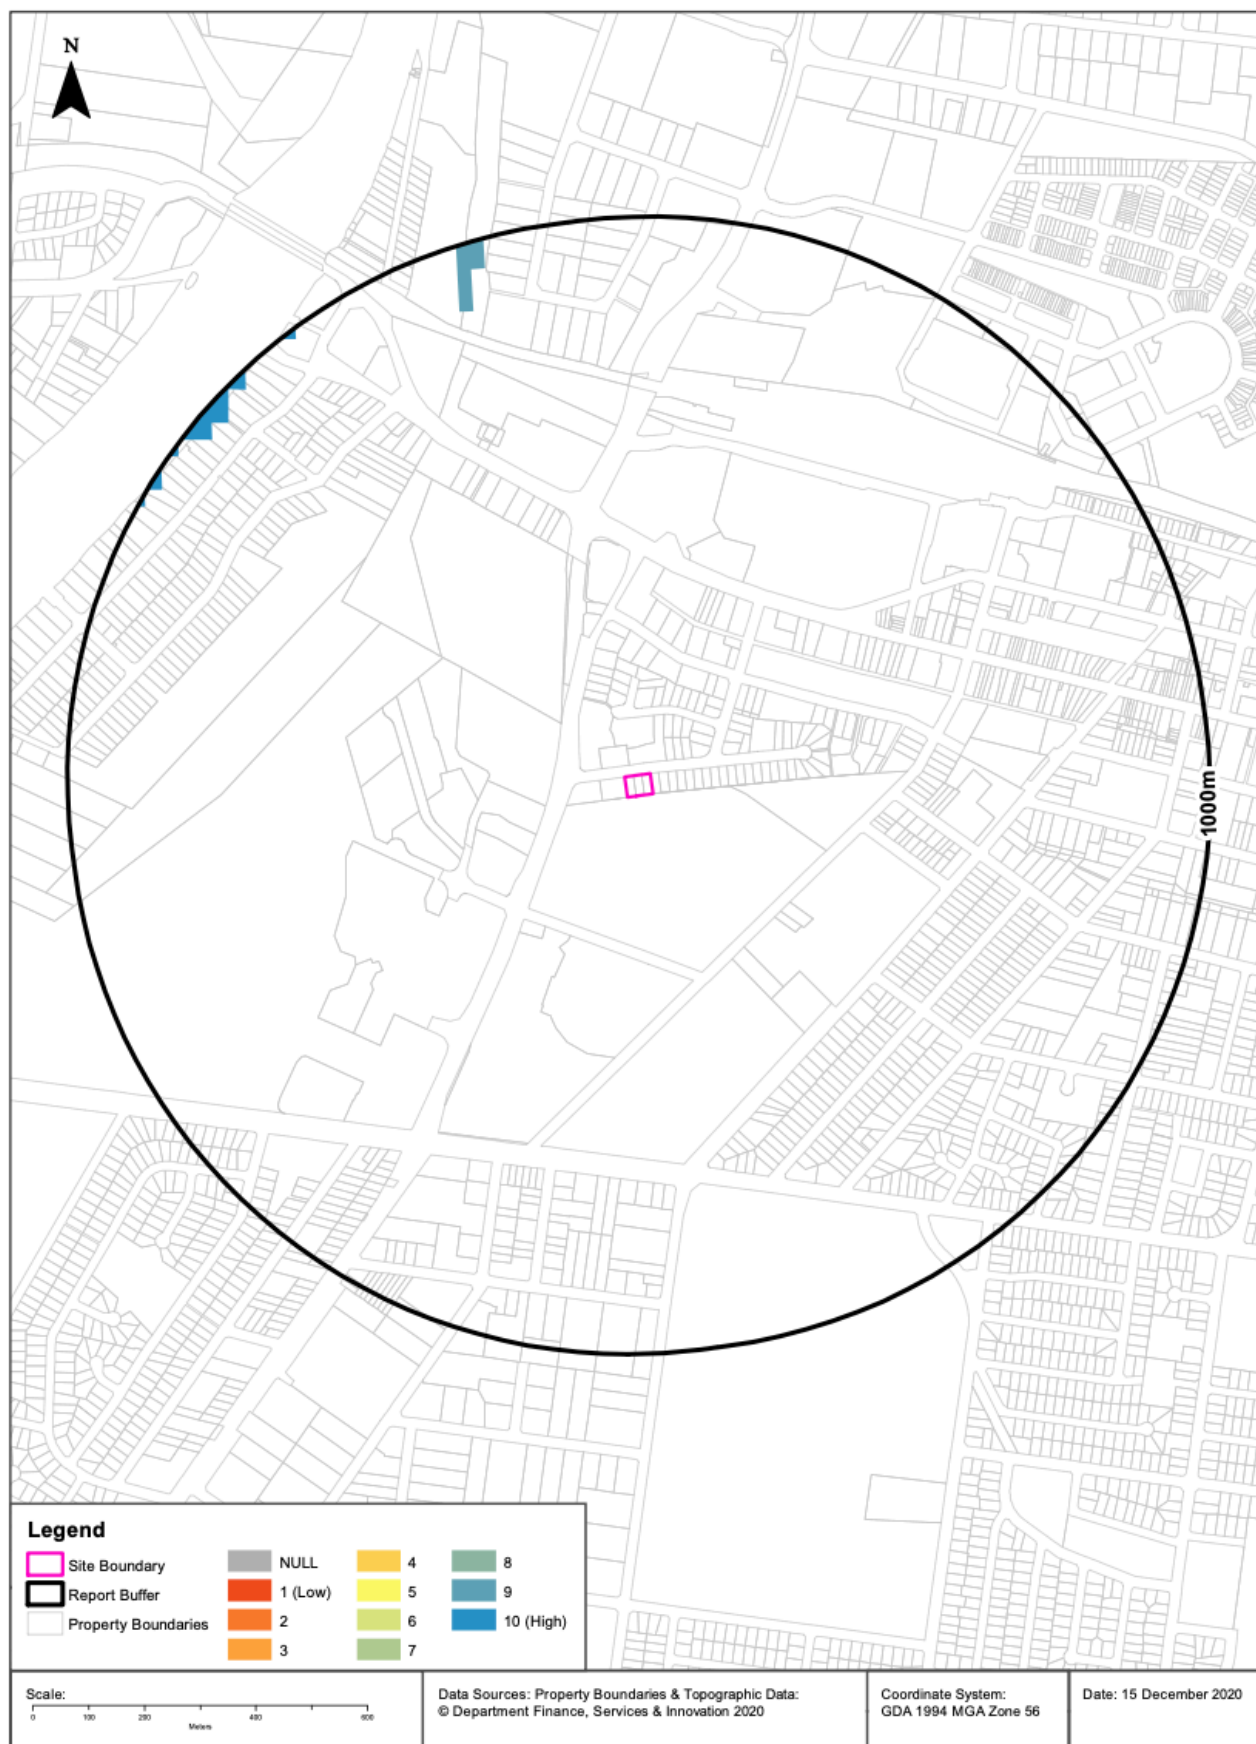 N
1000m
Legend
Site Boundary
Report Buffer
Property Boundaries
NULL
1 (Low)
2
3
4
5
6
7
8
9
10 (High)
Scale:
0 100 200 400 600
Meters
Data Sources: Property Boundaries & Topographic Data:
© Department Finance, Services & Innovation 2020
Coordinate System:
GDA 1994 MGA Zone 56
Date: 15 December 2020